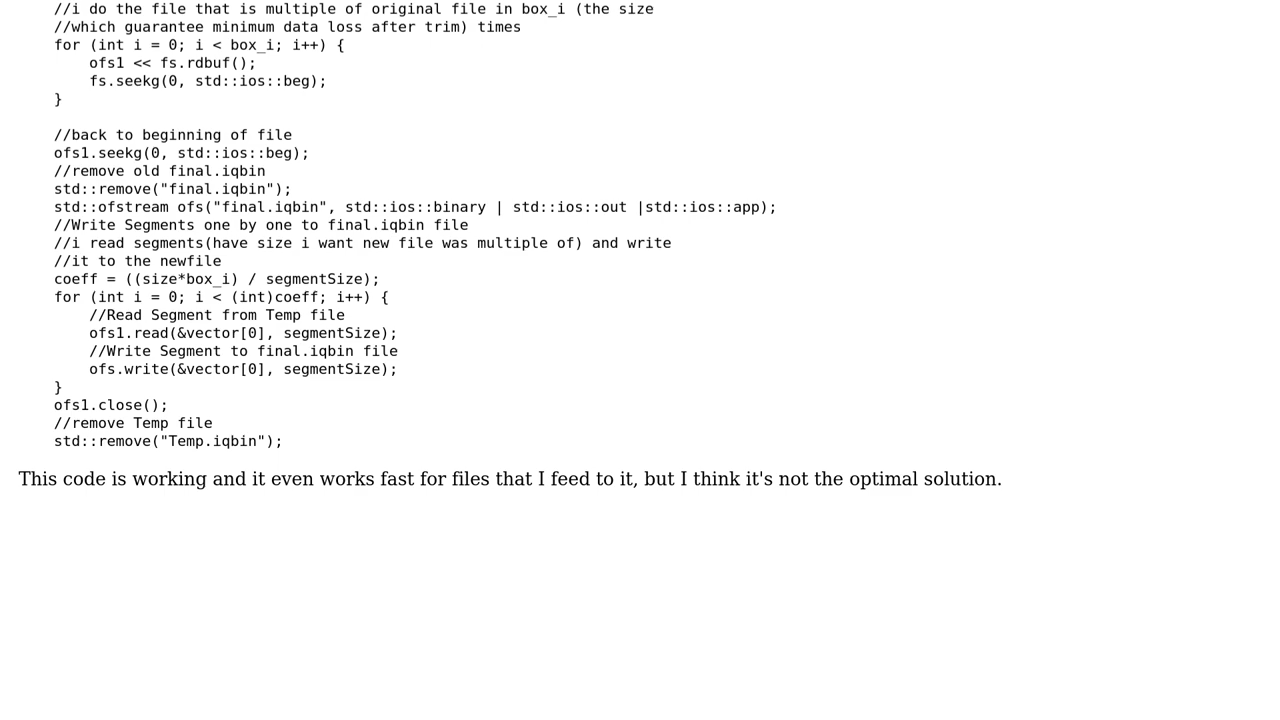 //i do the file that is multiple of original file in box_i (the size
//which guarantee minimum data loss after trim) times
for (int i = 0; i < box_i; i++) {
    ofs1 << fs.rdbuf();
    fs.seekg(0, std::ios::beg);
}

//back to beginning of file
ofs1.seekg(0, std::ios::beg);
//remove old final.iqbin
std::remove("final.iqbin");
std::ofstream ofs("final.iqbin", std::ios::binary | std::ios::out |std::ios::app);
//Write Segments one by one to final.iqbin file
//i read segments(have size i want new file was multiple of) and write
//it to the newfile
coeff = ((size*box_i) / segmentSize);
for (int i = 0; i < (int)coeff; i++) {
    //Read Segment from Temp file
    ofs1.read(&vector[0], segmentSize);
    //Write Segment to final.iqbin file
    ofs.write(&vector[0], segmentSize);
}
ofs1.close();
//remove Temp file
std::remove("Temp.iqbin");
This code is working and it even works fast for files that I feed to it, but I think it's not the optimal solution.